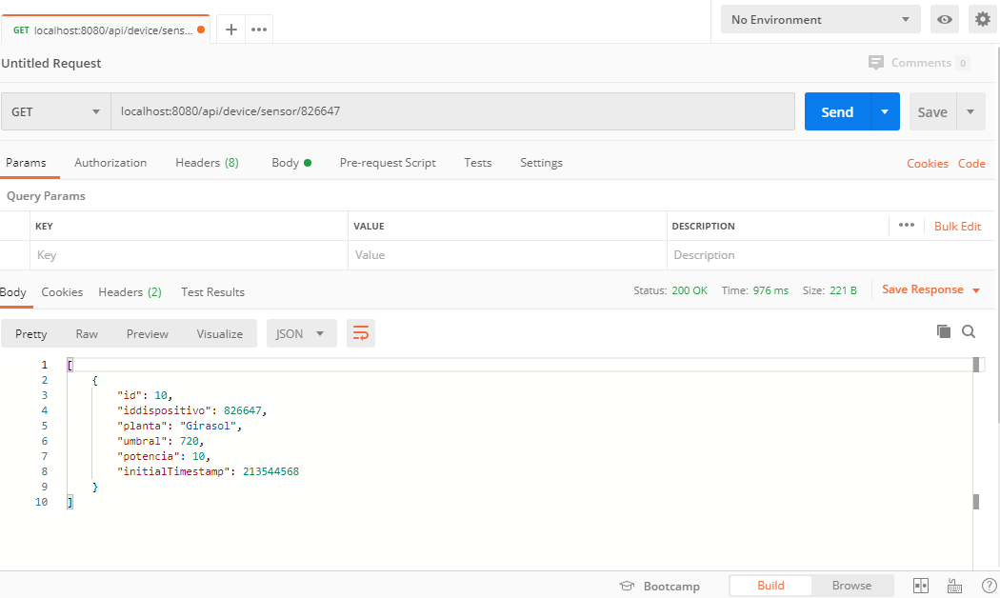 GET localhost:8080/api/device/sens... + ••• No Environment
Untitled Request Comments 0
GET localhost:8080/api/device/sensor/826647 Send Save
Params Authorization Headers (8) Body Pre-request Script Tests Settings Cookies Code
Query Params
KEY VALUE DESCRIPTION ••• Bulk Edit
Key Value Description
Body Cookies Headers (2) Test Results Status: 200 OK Time: 976 ms Size: 221 B Save Response
Pretty Raw Preview Visualize JSON
1 [
2 {
3 "id": 10,
4 "iddispositivo": 826647,
5 "planta": "Girasol",
6 "umbral": 720,
7 "potencia": 10,
8 "initialTimestamp": 213544568
9 }
10 ]
Bootcamp Build Browse ?